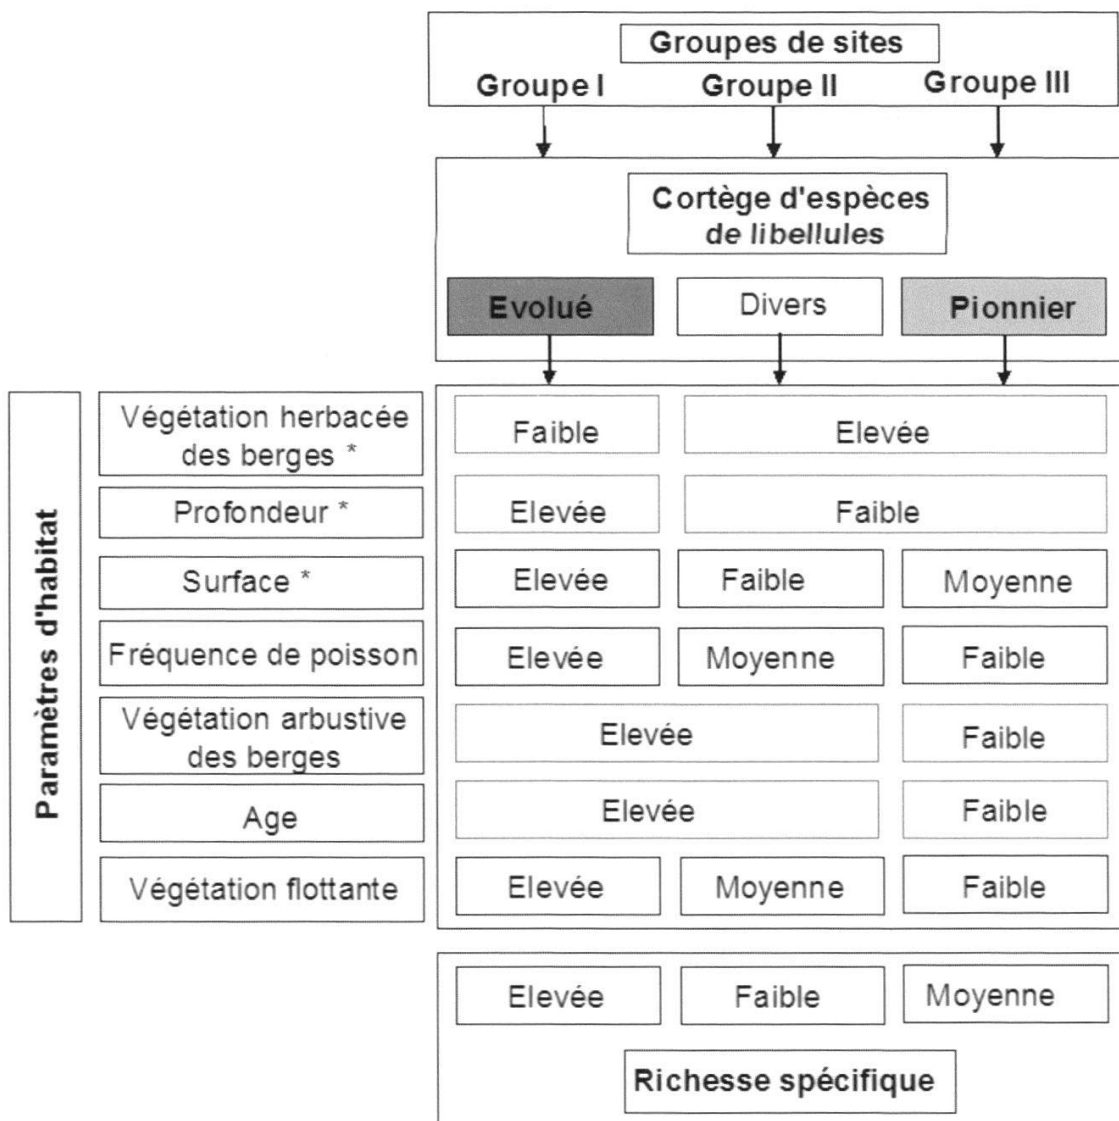 Groupes de sites
Groupe I Groupe II Groupe III
Cortège d'espèces
de libellules
Evolué Divers Pionnier
Paramètres d'habitat
Végétation herbacée
des berges *
Faible Elevée
Profondeur *
Elevée Faible
Surface *
Elevée Faible Moyenne
Fréquence de poisson
Elevée Moyenne Faible
Végétation arbustive
des berges
Elevée Faible
Age
Elevée Faible
Végétation flottante
Elevée Moyenne Faible
Elevée Faible Moyenne
Richesse spécifique